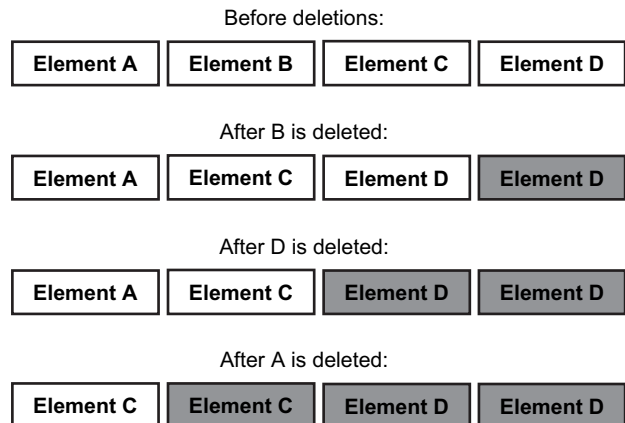 Before deletions:
Element A Element B Element C Element D
After B is deleted:
Element A Element C Element D Element D
After D is deleted:
Element A Element C Element D Element D
After A is deleted:
Element C Element C Element D Element D